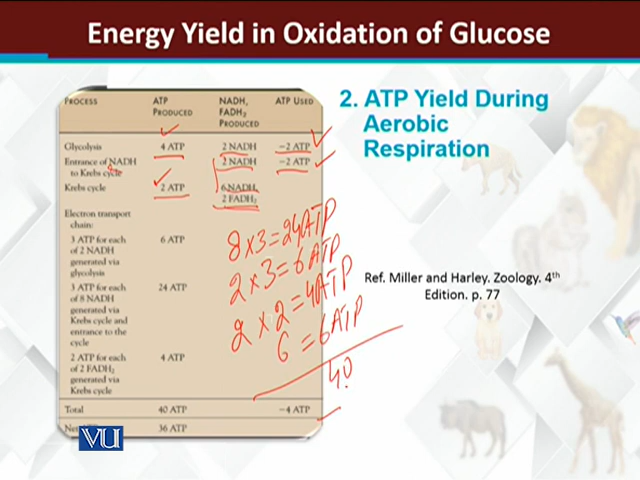 Energy Yield in Oxidation of Glucose
2. ATP Yield During
Aerobic
Respiration
Ref. Miller and Harley. Zoology. 4th
Edition. p. 77
PROCESS ATP PRODUCED NADH, FADH₂ PRODUCED ATP USED
Glycolysis 4 ATP 2 NADH −2 ATP
Entrance of NADH 2 NADH −2 ATP
to Krebs cycle
Krebs cycle 2 ATP 6 NADH,
2 FADH₂
Electron transport
chain:
3 ATP for each 6 ATP
of 2 NADH
generated via
glycolysis
3 ATP for each 24 ATP
of 8 NADH
generated via
Krebs cycle and
entrance to the
cycle
2 ATP for each 4 ATP
of 2 FADH₂
generated via
Krebs cycle
Total 40 ATP −4 ATP
36 ATP
8 × 3 = 24 ATP
2 × 3 = 6 ATP
2 × 2 = 4 ATP
6 = 6 ATP
40
VU